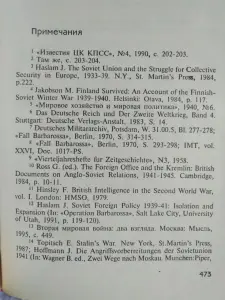 Примечания
1 «Известия ЦК КПСС», №4, 1990, с. 202-203.
2 Там же, с. 203-204.
3 Haslam J. The Soviet Union and the Struggle for Collective
Security in Europe, 1933-39. N.Y., St. Martin's Press, 1984,
p.222.
4 Jakobson M. Finland Survived: An Account of the Finnish-
Soviet Winter War 1939-1940. Helsinki: Otava, 1984, p. 117.
5 «Мировое хозяйство и мировая политика», 1940, №6.
6 Das Deutsche Reich und Der Zweite Weltkrieg, Band 4.
Stuttgart: Deutsche Verlags-Anstalt, 1983, S. 14.
7 Deutsches Militararchiv, Potsdam, W 31.00.5, Bl. 277-278;
«Fall Barbarossa», Berlin, 1970, S. 314-315.
8 «Fall Barbarossa», Berlin, 1970, S. 293-298; IMT, vol.
XXVI, Doc. 1017-PS.
9 «Vierteljahreshefte für Zeitgeschichte», N3, 1958.
10 Ross G. (ed.). The Foreign Office and the Kremlin: British
Documents on Anglo-Soviet Relations, 1941-1945. Cambridge,
1984, p. 10-11.
11 Hinsley F. British Intelligence in the Second World War,
vol. I. London: HMSO, 1979.
12 Haslam J. Soviet Foreign Policy 1939-41: Isolation and
Expansion (In: «Operation Barbarossa», Salt Lake City, University
of Utah, 1991, p. 119-120).
13 Вторая мировая война: два взгляда. Москва: Мысль,
1995, с. 449.
14 Topitsch E. Stalin's War. New York, St.Martin's Press,
1987; Hoffmann J. Die Angriffsvorbereitungen der Sowjetunion
1941 (In: Wagner B. ed., Zwei Wege nach Moskau. Munchen: Piper,
473